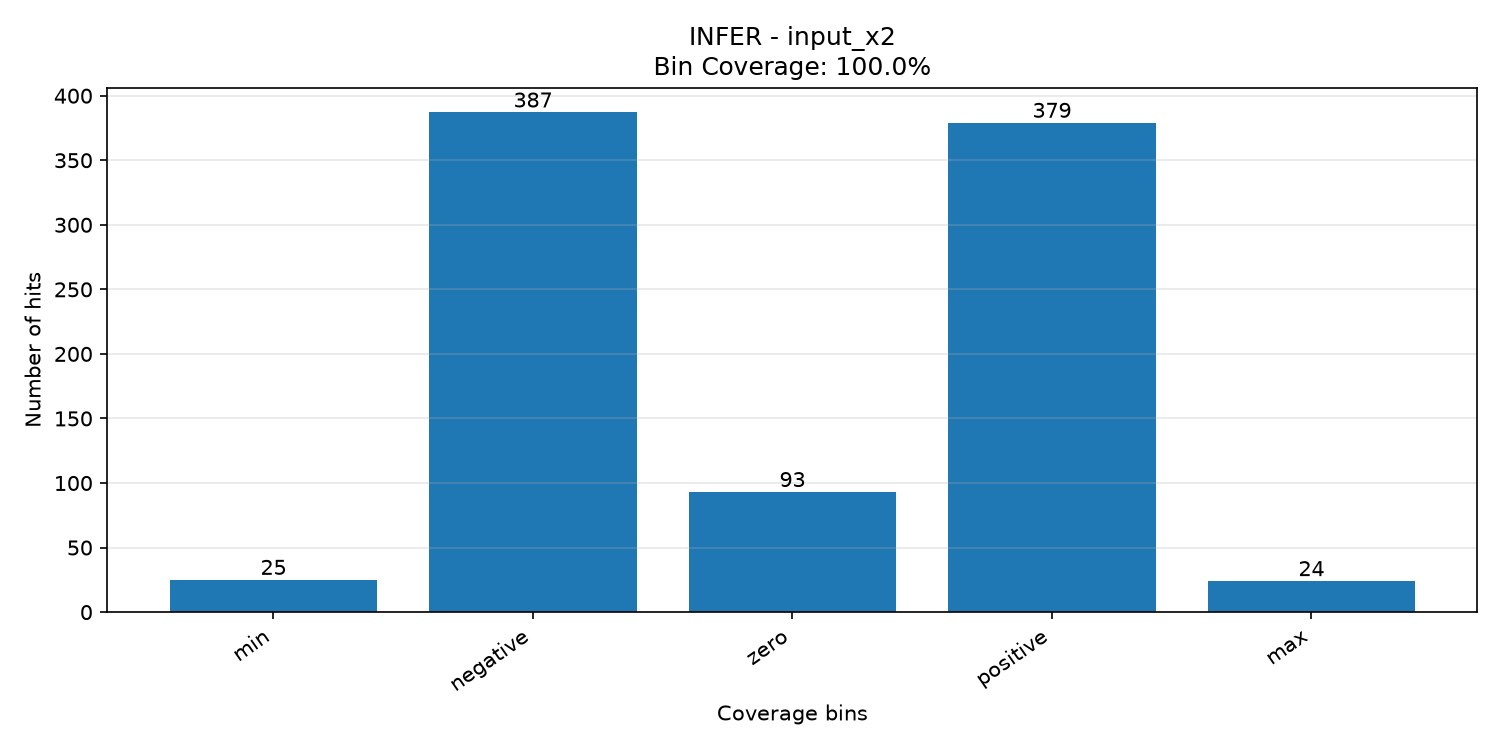 INFER - input_x2
Bin Coverage: 100.0%
Number of hits
400
350
300
250
200
150
100
50
0
25
387
93
379
24
min
negative
zero
positive
max
Coverage bins